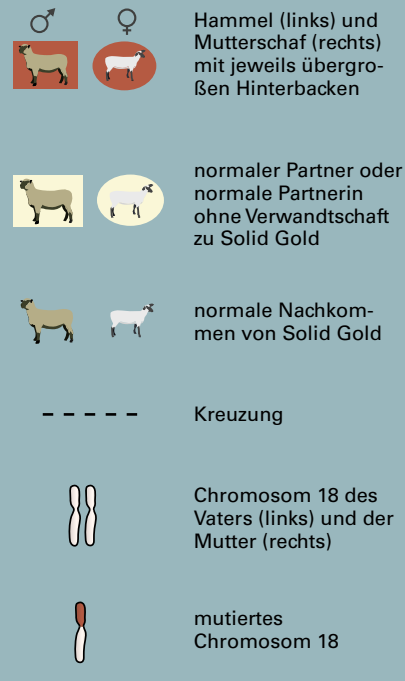 Hammel (links) und
Mutterschaf (rechts)
mit jeweils übergro-
ßen Hinterbacken
normaler Partner oder
normale Partnerin
ohne Verwandtschaft
zu Solid Gold
normale Nachkom-
men von Solid Gold
Kreuzung
Chromosom 18 des
Vaters (links) und der
Mutter (rechts)
mutiertes
Chromosom 18